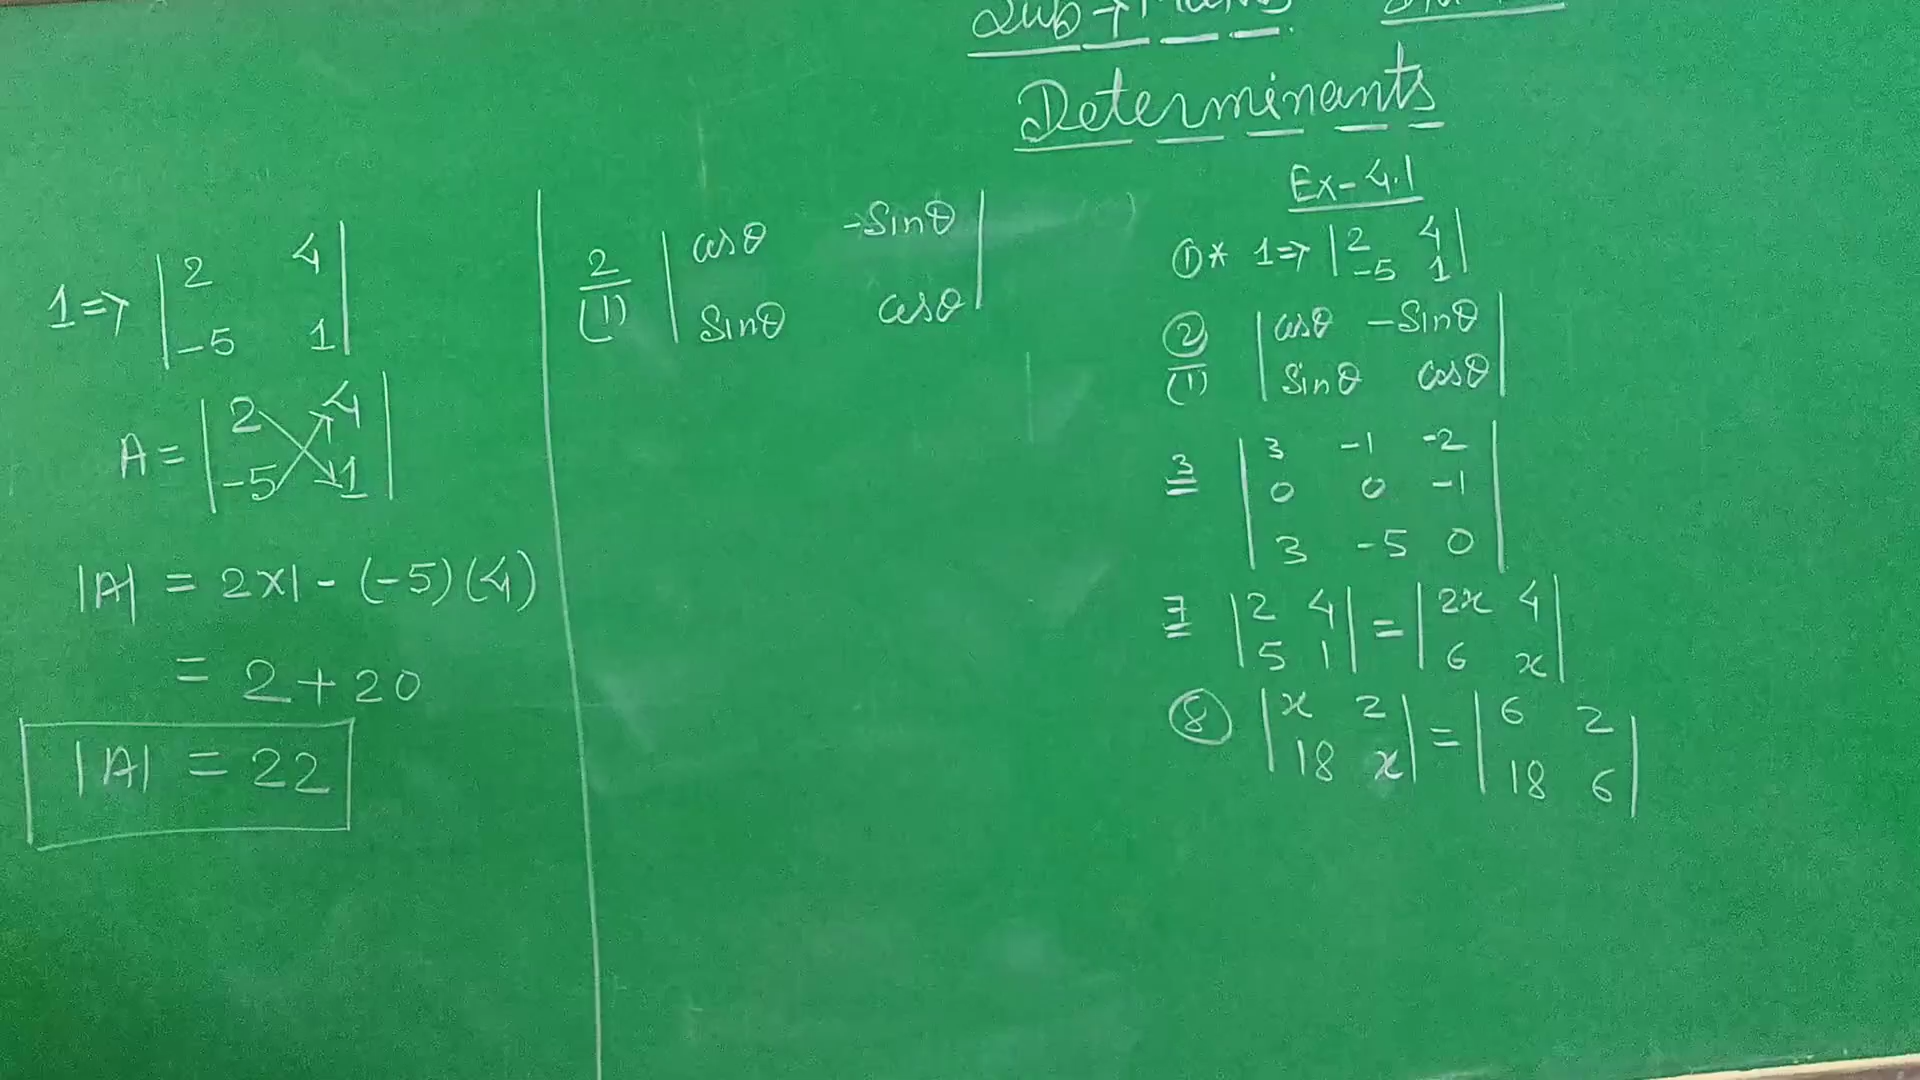 Determinants
1⇒ | 2 4 |
| -5 1 |
A = | 2 4 |
| -5 1 |
|A| = 2×1 - (-5)(4)
= 2+20
|A| = 22
2/(1) | cosθ -Sinθ |
| Sinθ cosθ |
Ex-4.1
①* 1⇒ | 2 4 |
| -5 1 |
②/(1) | cosθ -Sinθ |
| Sinθ cosθ |
3 | 3 -1 -2 |
| 0 0 -1 |
| 3 -5 0 |
7 | 2 4 | = | 2x 4 |
| 5 1 | | 6 x |
⑧ | x 2 | = | 6 2 |
| 18 x | | 18 6 |